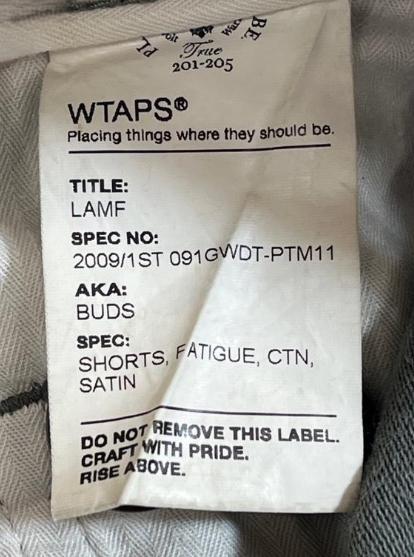 True
201-205
WTAPS®
Placing things where they should be.
TITLE:
LAMF
SPEC NO:
2009/1ST 091GWDT-PTM11
AKA:
BUDS
SPEC:
SHORTS, FATIGUE, CTN,
SATIN
DO NOT REMOVE THIS LABEL.
CRAFT WITH PRIDE.
RISE ABOVE.